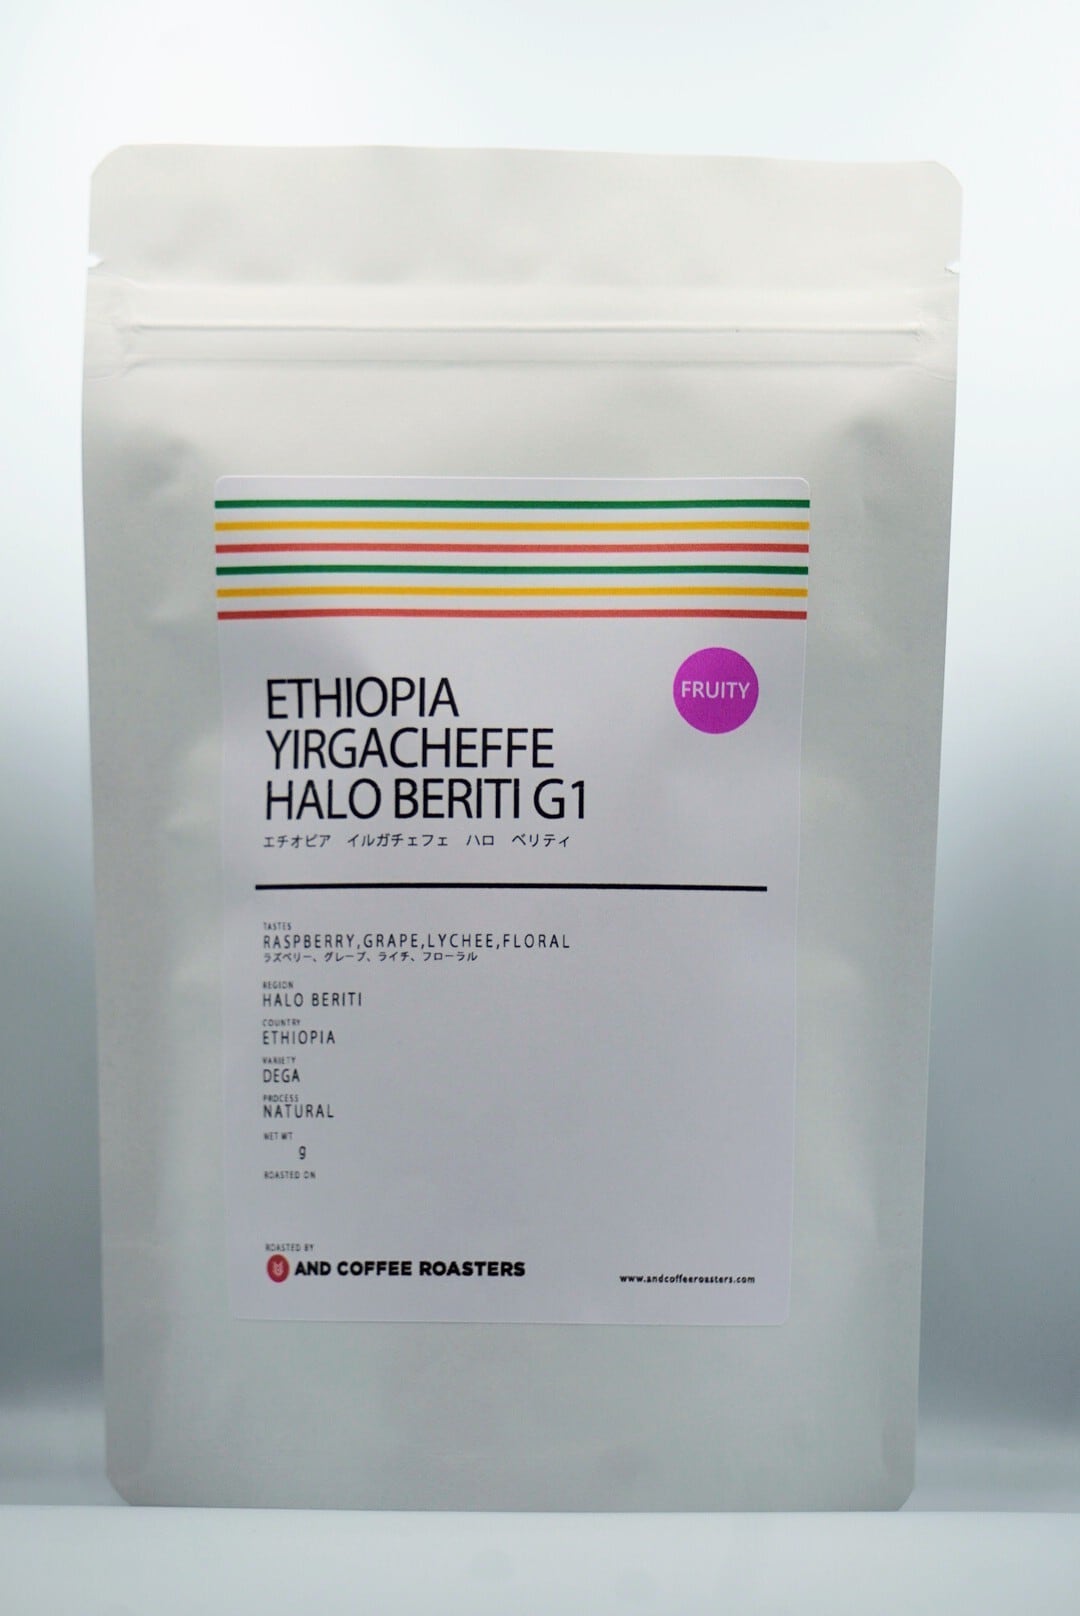 FRUITY
ETHIOPIA
YIRGACHEFFE
HALO BERITI G1
エチオピア　イルガチェフェ　ハロ　ベリティ
TASTES
RASPBERRY,GRAPE,LYCHEE,FLORAL
ラズベリー、グレープ、ライチ、フローラル
REGION
HALO BERITI
COUNTRY
ETHIOPIA
VARIETY
DEGA
PROCESS
NATURAL
NET WT
g
ROASTED ON
ROASTED BY
AND COFFEE ROASTERS
www.andcoffeeroasters.com